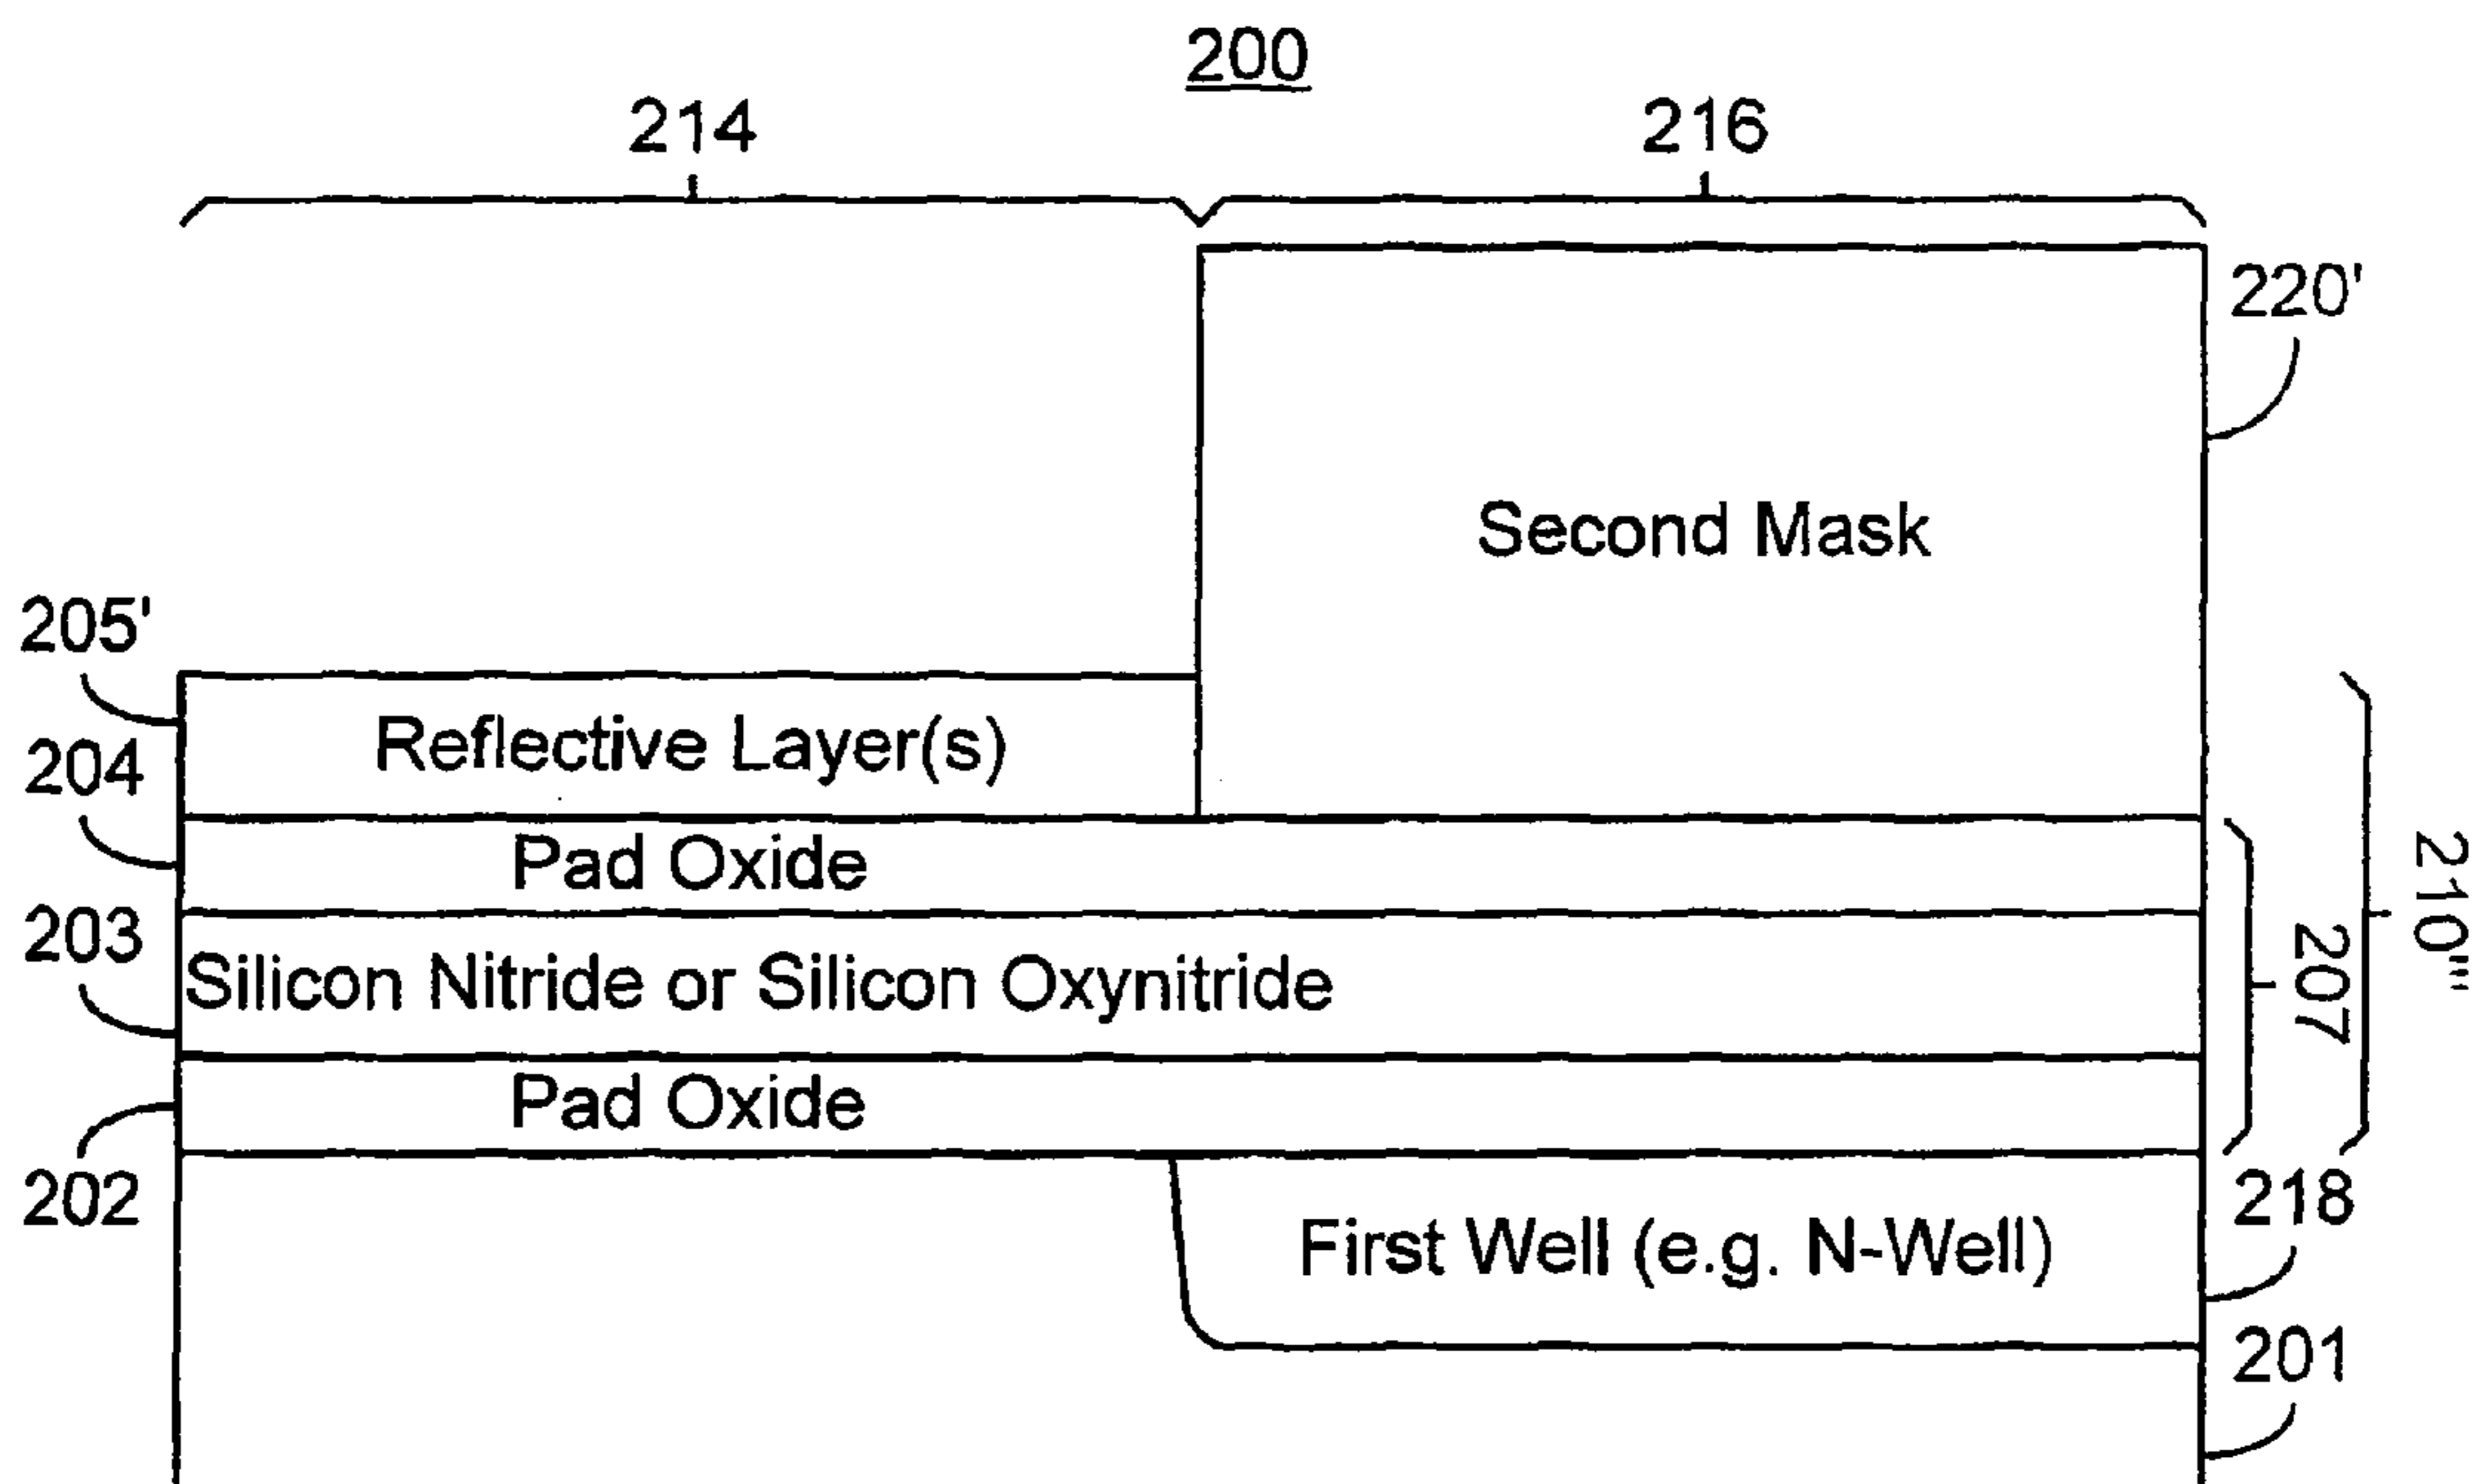 200
214
216
220'
Second Mask
205'
Reflective Layer(s)
204
Pad Oxide
203
Silicon Nitride or Silicon Oxynitride
207
210'''
Pad Oxide
202
218
First Well (e.g. N-Well)
201